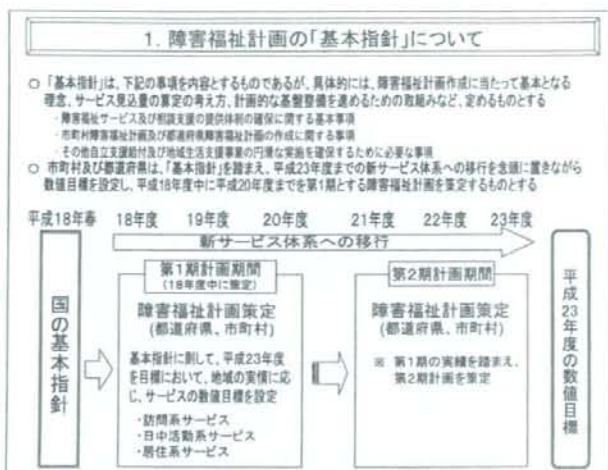 1. 障害福祉計画の「基本指針」について
○ 「基本指針」は、下記の事項を内容とするものであるが、具体的には、障害福祉計画作成に当たって基本となる
理念、サービス見込量の算定の考え方、計画的な基盤整備を進めるための取組みなど、定めるものとする
・障害福祉サービス及び相談支援の提供体制の確保に関する基本事項
・市町村障害福祉計画及び都道府県障害福祉計画の作成に関する事項
・その他自立支援給付及び地域生活支援事業の円滑な実施を確保するために必要な事項
○ 市町村及び都道府県は、「基本指針」を踏まえ、平成23年度までの新サービス体系への移行を念頭に置きながら
数値目標を設定し、平成18年度中に平成20年度までを第1期とする障害福祉計画を策定するものとする
平成18年春 18年度 19年度 20年度 21年度 22年度 23年度
新サービス体系への移行
国の基本指針
第1期計画期間
(18年度中に策定)
障害福祉計画策定
(都道府県、市町村)
基本指針に則して、平成23年度
を目標において、地域の実情に応
じ、サービスの数値目標を設定
・訪問系サービス
・日中活動系サービス
・居住系サービス
第2期計画期間
障害福祉計画策定
(都道府県、市町村)
※ 第1期の実績を踏まえ、
第2期計画を策定
平成23年度の数値目標